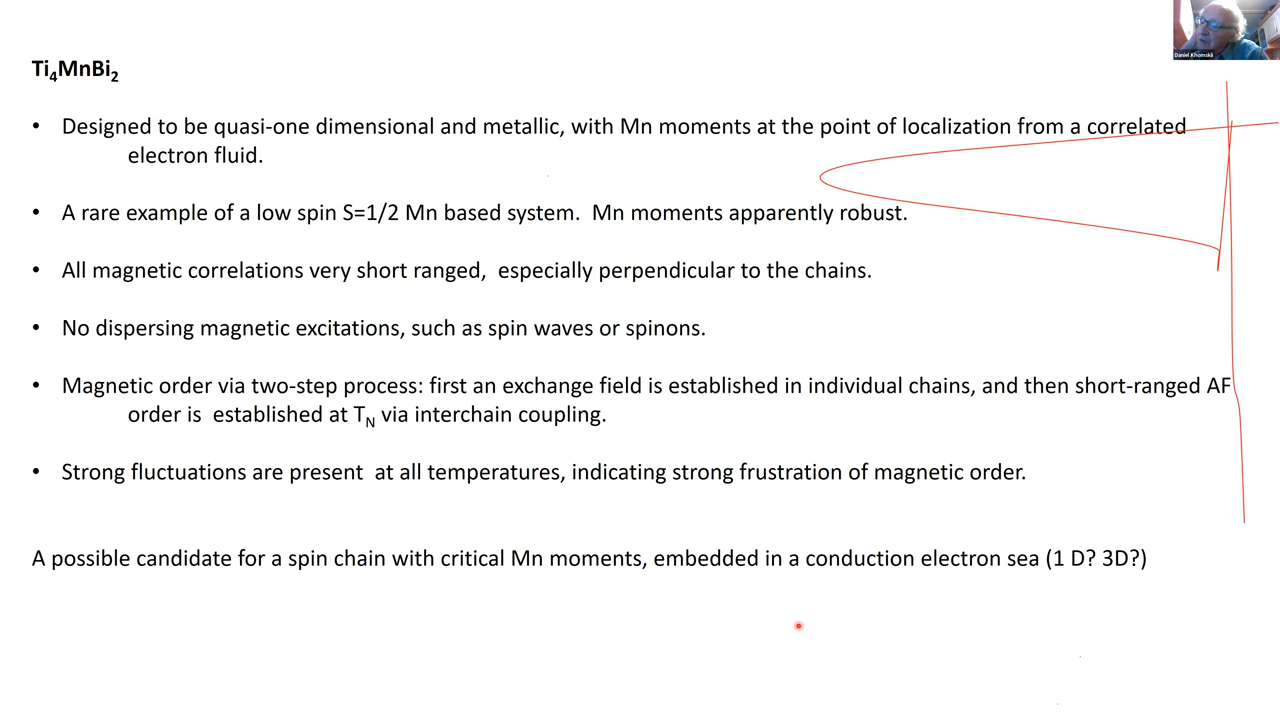 Daniel Khomskii
Ti₄MnBi₂
• Designed to be quasi-one dimensional and metallic, with Mn moments at the point of localization from a correlated
electron fluid.
• A rare example of a low spin S=1/2 Mn based system.  Mn moments apparently robust.
• All magnetic correlations very short ranged,  especially perpendicular to the chains.
• No dispersing magnetic excitations, such as spin waves or spinons.
• Magnetic order via two-step process: first an exchange field is established in individual chains, and then short-ranged AF
order is  established at T_N via interchain coupling.
• Strong fluctuations are present  at all temperatures, indicating strong frustration of magnetic order.
A possible candidate for a spin chain with critical Mn moments, embedded in a conduction electron sea (1 D? 3D?)